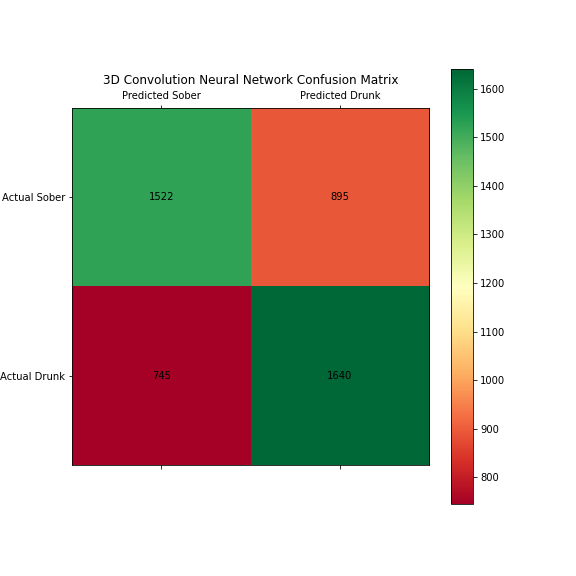 3D Convolution Neural Network Confusion Matrix
Predicted Sober
Predicted Drunk
Actual Sober
1522
895
Actual Drunk
745
1640
1600
1500
1400
1300
1200
1100
1000
900
800